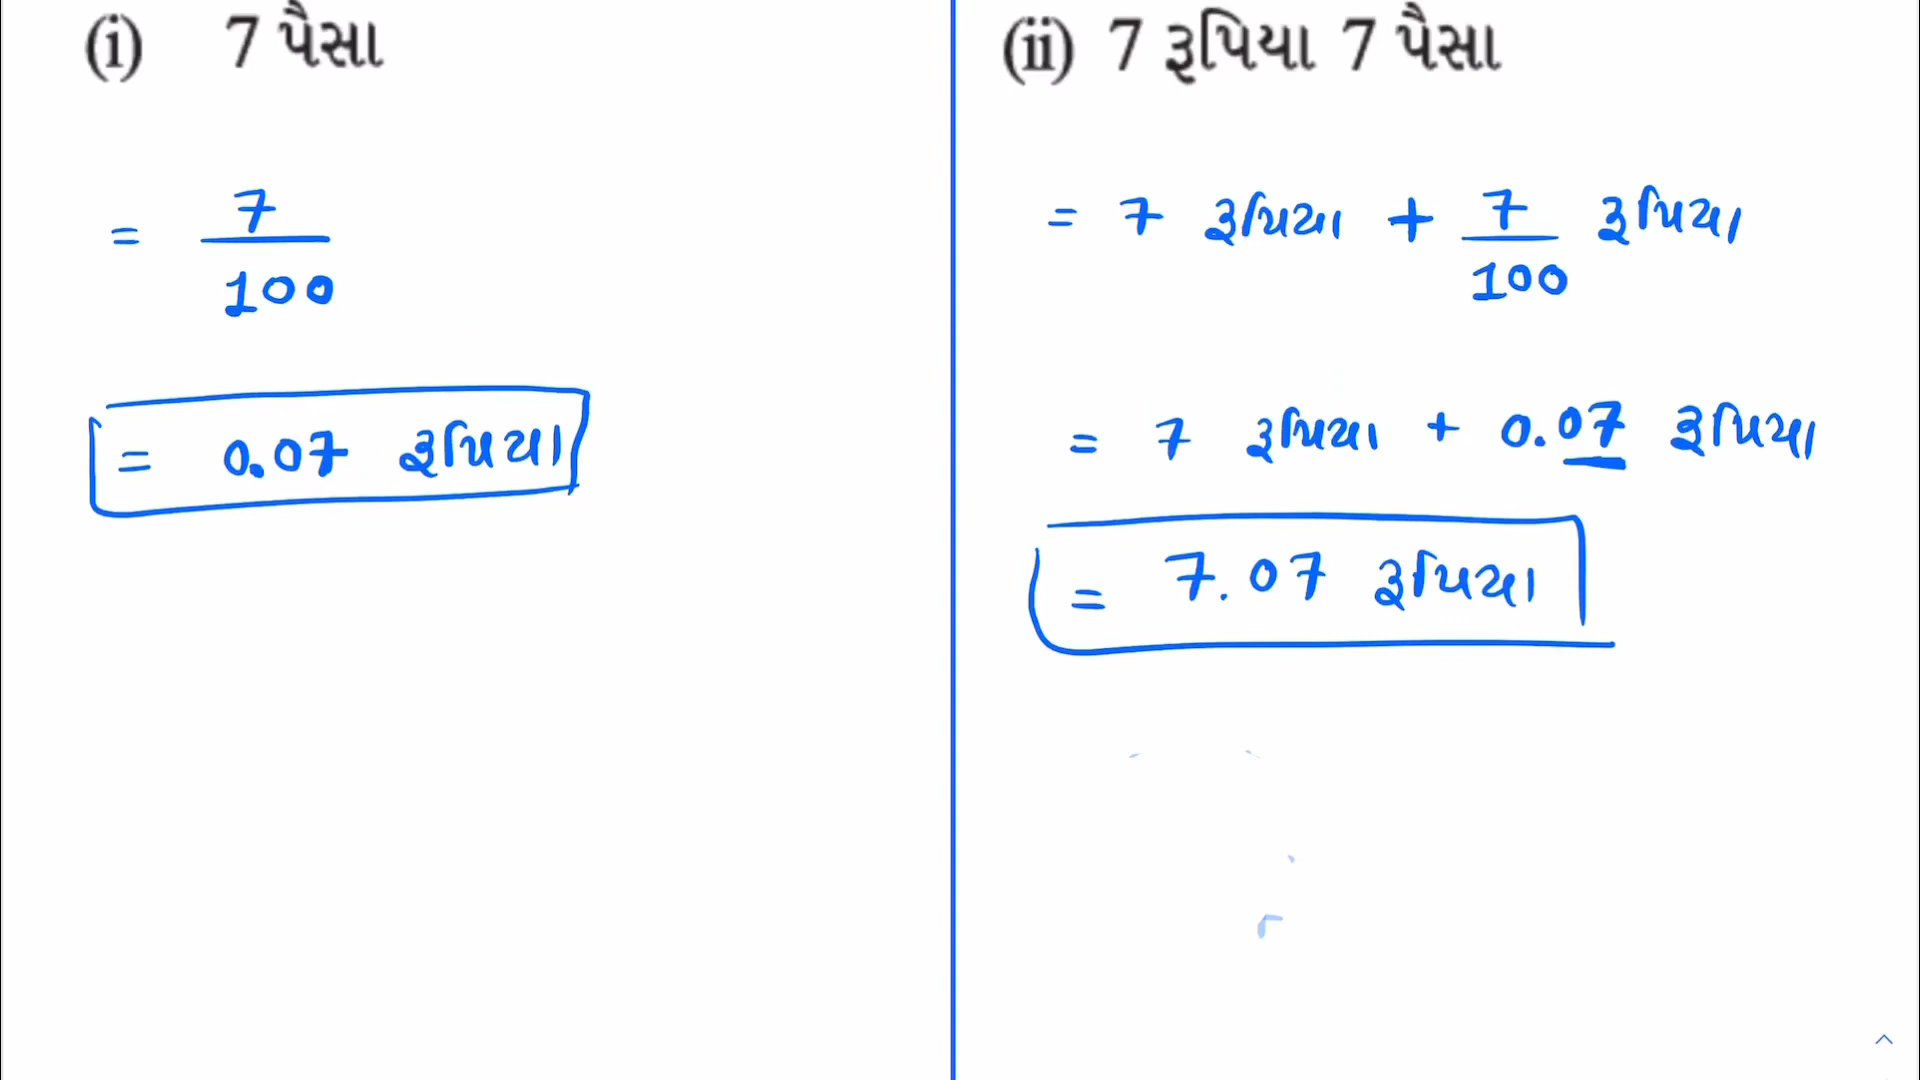 (i) 7 પૈસા
= 7/100
= 0.07 રૂપિયા
(ii) 7 રૂપિયા 7 પૈસા
= 7 રૂપિયા + 7/100 રૂપિયા
= 7 રૂપિયા + 0.07 રૂપિયા
= 7.07 રૂપિયા